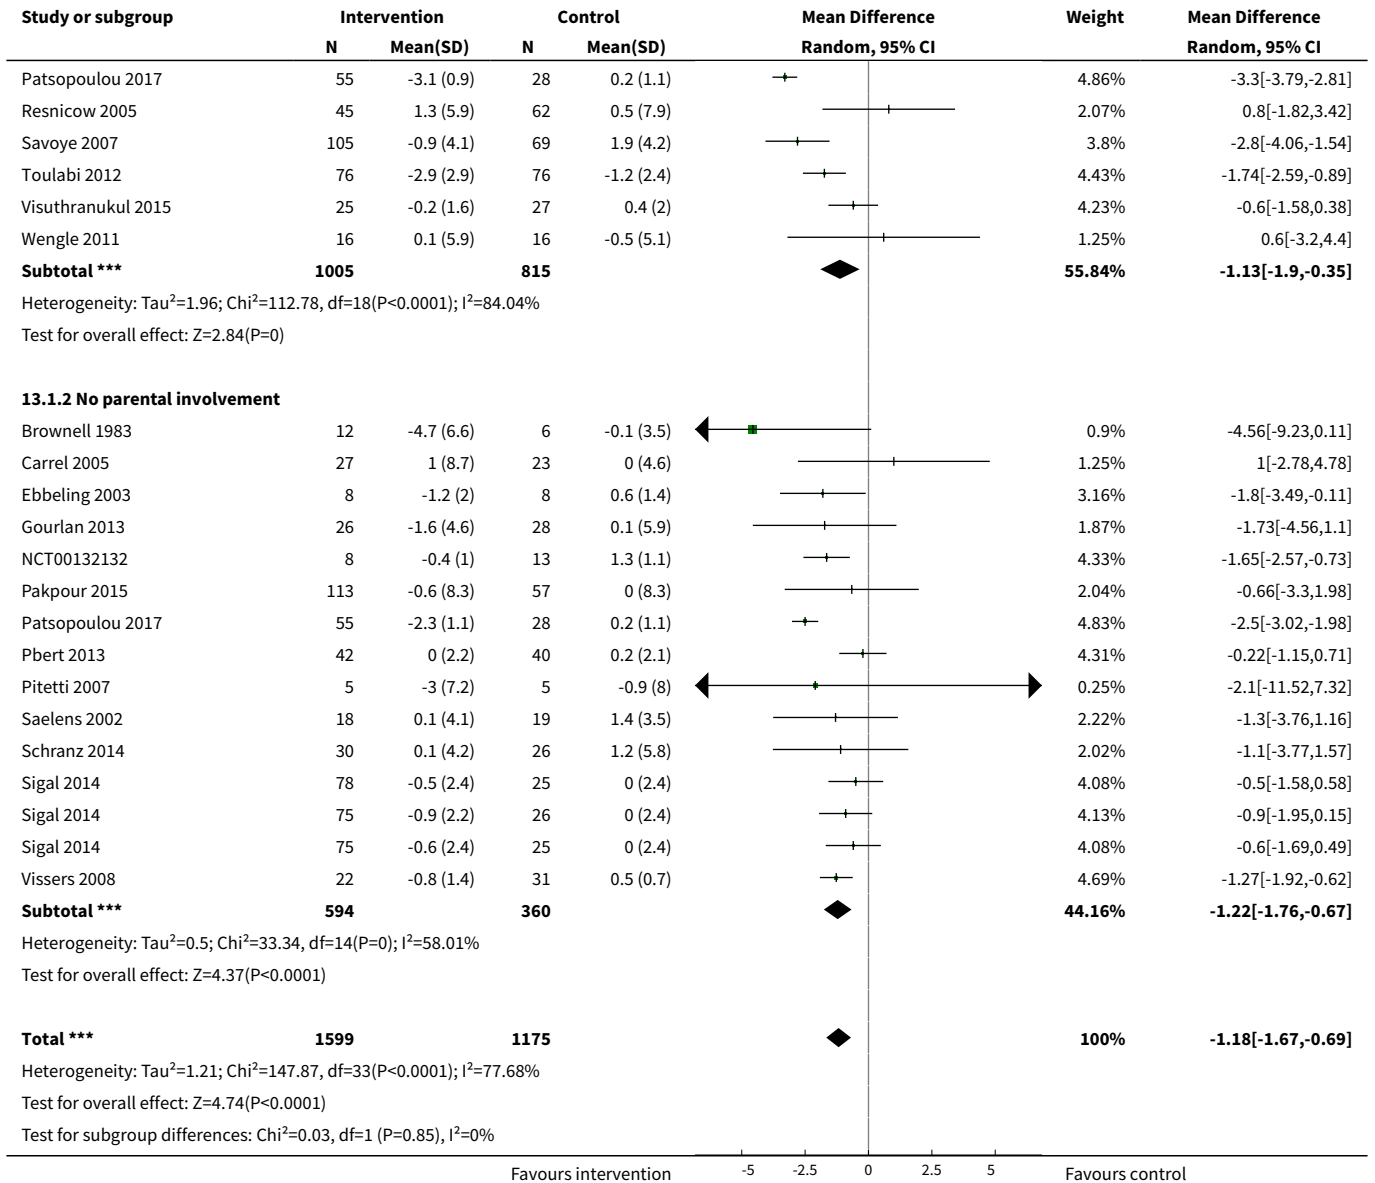 Study or subgroup Intervention Control Mean Difference Weight Mean Difference
N Mean(SD) N Mean(SD) Random, 95% CI Random, 95% CI
Patsopoulou 2017 55 -3.1 (0.9) 28 0.2 (1.1) 4.86% -3.3[-3.79,-2.81]
Resnicow 2005 45 1.3 (5.9) 62 0.5 (7.9) 2.07% 0.8[-1.82,3.42]
Savoye 2007 105 -0.9 (4.1) 69 1.9 (4.2) 3.8% -2.8[-4.06,-1.54]
Toulabi 2012 76 -2.9 (2.9) 76 -1.2 (2.4) 4.43% -1.74[-2.59,-0.89]
Visuthranukul 2015 25 -0.2 (1.6) 27 0.4 (2) 4.23% -0.6[-1.58,0.38]
Wengle 2011 16 0.1 (5.9) 16 -0.5 (5.1) 1.25% 0.6[-3.2,4.4]
Subtotal *** 1005 815 55.84% -1.13[-1.9,-0.35]
Heterogeneity: Tau²=1.96; Chi²=112.78, df=18(P<0.0001); I²=84.04%
Test for overall effect: Z=2.84(P=0)
13.1.2 No parental involvement
Brownell 1983 12 -4.7 (6.6) 6 -0.1 (3.5) 0.9% -4.56[-9.23,0.11]
Carrel 2005 27 1 (8.7) 23 0 (4.6) 1.25% 1[-2.78,4.78]
Ebbeling 2003 8 -1.2 (2) 8 0.6 (1.4) 3.16% -1.8[-3.49,-0.11]
Gourlan 2013 26 -1.6 (4.6) 28 0.1 (5.9) 1.87% -1.73[-4.56,1.1]
NCT00132132 8 -0.4 (1) 13 1.3 (1.1) 4.33% -1.65[-2.57,-0.73]
Pakpour 2015 113 -0.6 (8.3) 57 0 (8.3) 2.04% -0.66[-3.3,1.98]
Patsopoulou 2017 55 -2.3 (1.1) 28 0.2 (1.1) 4.83% -2.5[-3.02,-1.98]
Pbert 2013 42 0 (2.2) 40 0.2 (2.1) 4.31% -0.22[-1.15,0.71]
Pitetti 2007 5 -3 (7.2) 5 -0.9 (8) 0.25% -2.1[-11.52,7.32]
Saelens 2002 18 0.1 (4.1) 19 1.4 (3.5) 2.22% -1.3[-3.76,1.16]
Schranz 2014 30 0.1 (4.2) 26 1.2 (5.8) 2.02% -1.1[-3.77,1.57]
Sigal 2014 78 -0.5 (2.4) 25 0 (2.4) 4.08% -0.5[-1.58,0.58]
Sigal 2014 75 -0.9 (2.2) 26 0 (2.4) 4.13% -0.9[-1.95,0.15]
Sigal 2014 75 -0.6 (2.4) 25 0 (2.4) 4.08% -0.6[-1.69,0.49]
Vissers 2008 22 -0.8 (1.4) 31 0.5 (0.7) 4.69% -1.27[-1.92,-0.62]
Subtotal *** 594 360 44.16% -1.22[-1.76,-0.67]
Heterogeneity: Tau²=0.5; Chi²=33.34, df=14(P=0); I²=58.01%
Test for overall effect: Z=4.37(P<0.0001)
Total *** 1599 1175 100% -1.18[-1.67,-0.69]
Heterogeneity: Tau²=1.21; Chi²=147.87, df=33(P<0.0001); I²=77.68%
Test for overall effect: Z=4.74(P<0.0001)
Test for subgroup differences: Chi²=0.03, df=1 (P=0.85), I²=0%
Favours intervention -5 -2.5 0 2.5 5 Favours control